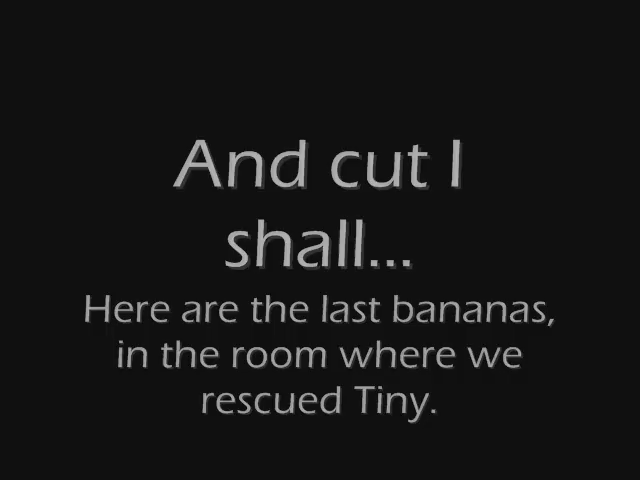 And cut I
shall...
Here are the last bananas,
in the room where we
rescued Tiny.